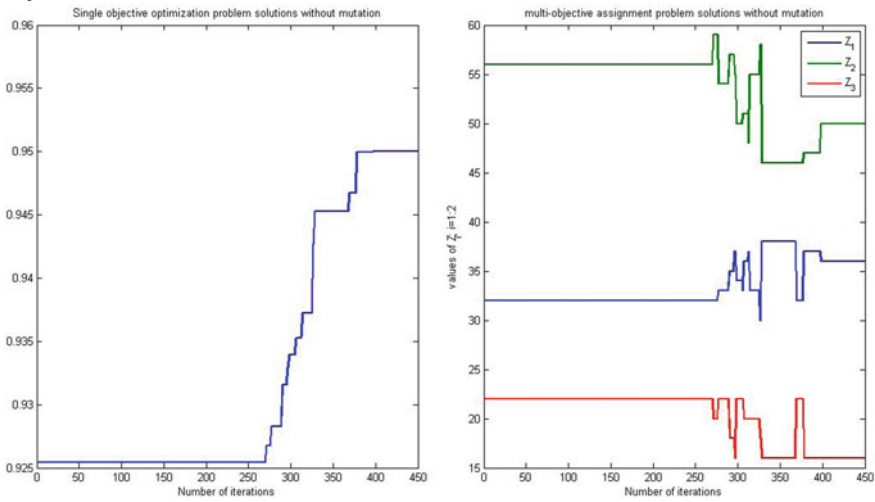 Single objective optimization problem solutions without mutation
0.96
0.955
0.95
0.945
0.94
0.935
0.93
0.925
0 50 100 150 200 250 300 350 400 450
Number of iterations
multi-objective assignment problem solutions without mutation
60
55
50
45
40
35
30
25
20
15
values of Zi, i=1:2
Z1
Z2
Z3
0 50 100 150 200 250 300 350 400 450
Number of iterations